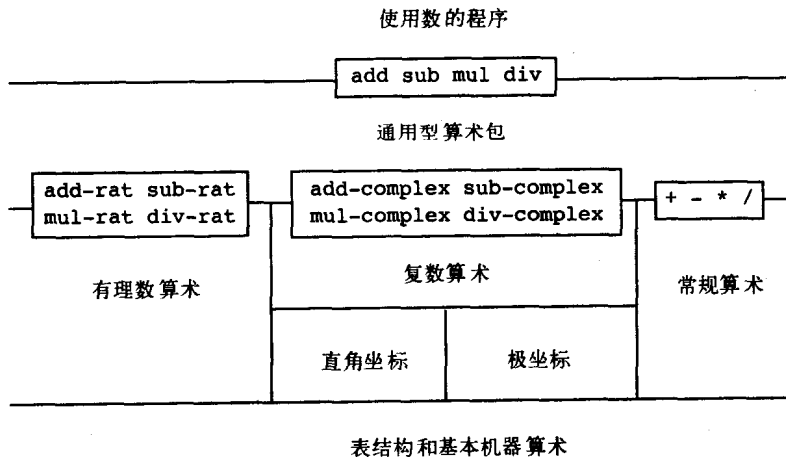 使用数的程序
add sub mul div
通用型算术包
add-rat sub-rat
mul-rat div-rat
add-complex sub-complex
mul-complex div-complex
+ - * /
有理数算术
复数算术
常规算术
直角坐标
极坐标
表结构和基本机器算术